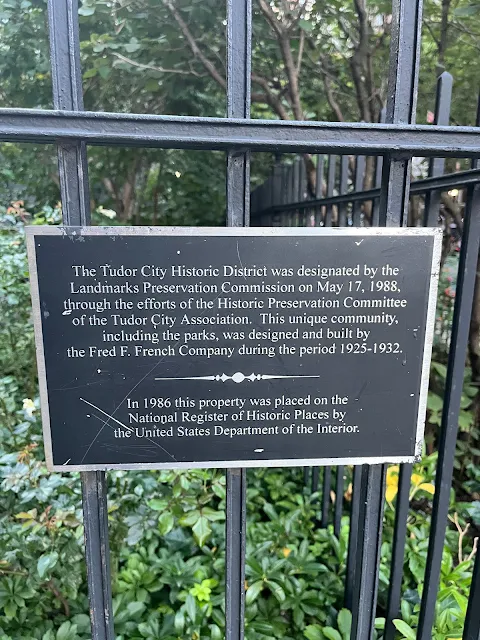 The Tudor City Historic District was designated by the
Landmarks Preservation Commission on May 17, 1988,
through the efforts of the Historic Preservation Committee
of the Tudor City Association. This unique community,
including the parks, was designed and built by
the Fred F. French Company during the period 1925-1932.
In 1986 this property was placed on the
National Register of Historic Places by
the United States Department of the Interior.